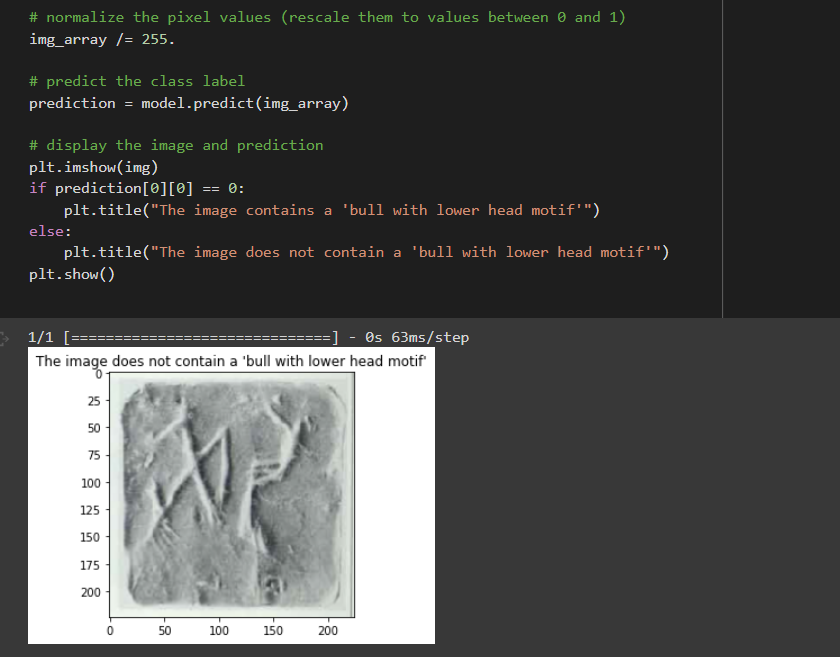 # normalize the pixel values (rescale them to values between 0 and 1)
img_array /= 255.
# predict the class label
prediction = model.predict(img_array)
# display the image and prediction
plt.imshow(img)
if prediction[0][0] == 0:
    plt.title("The image contains a 'bull with lower head motif'")
else:
    plt.title("The image does not contain a 'bull with lower head motif'")
plt.show()
1/1 [==============================] - 0s 63ms/step
The image does not contain a 'bull with lower head motif'
0
25
50
75
100
125
150
175
200
0 50 100 150 200